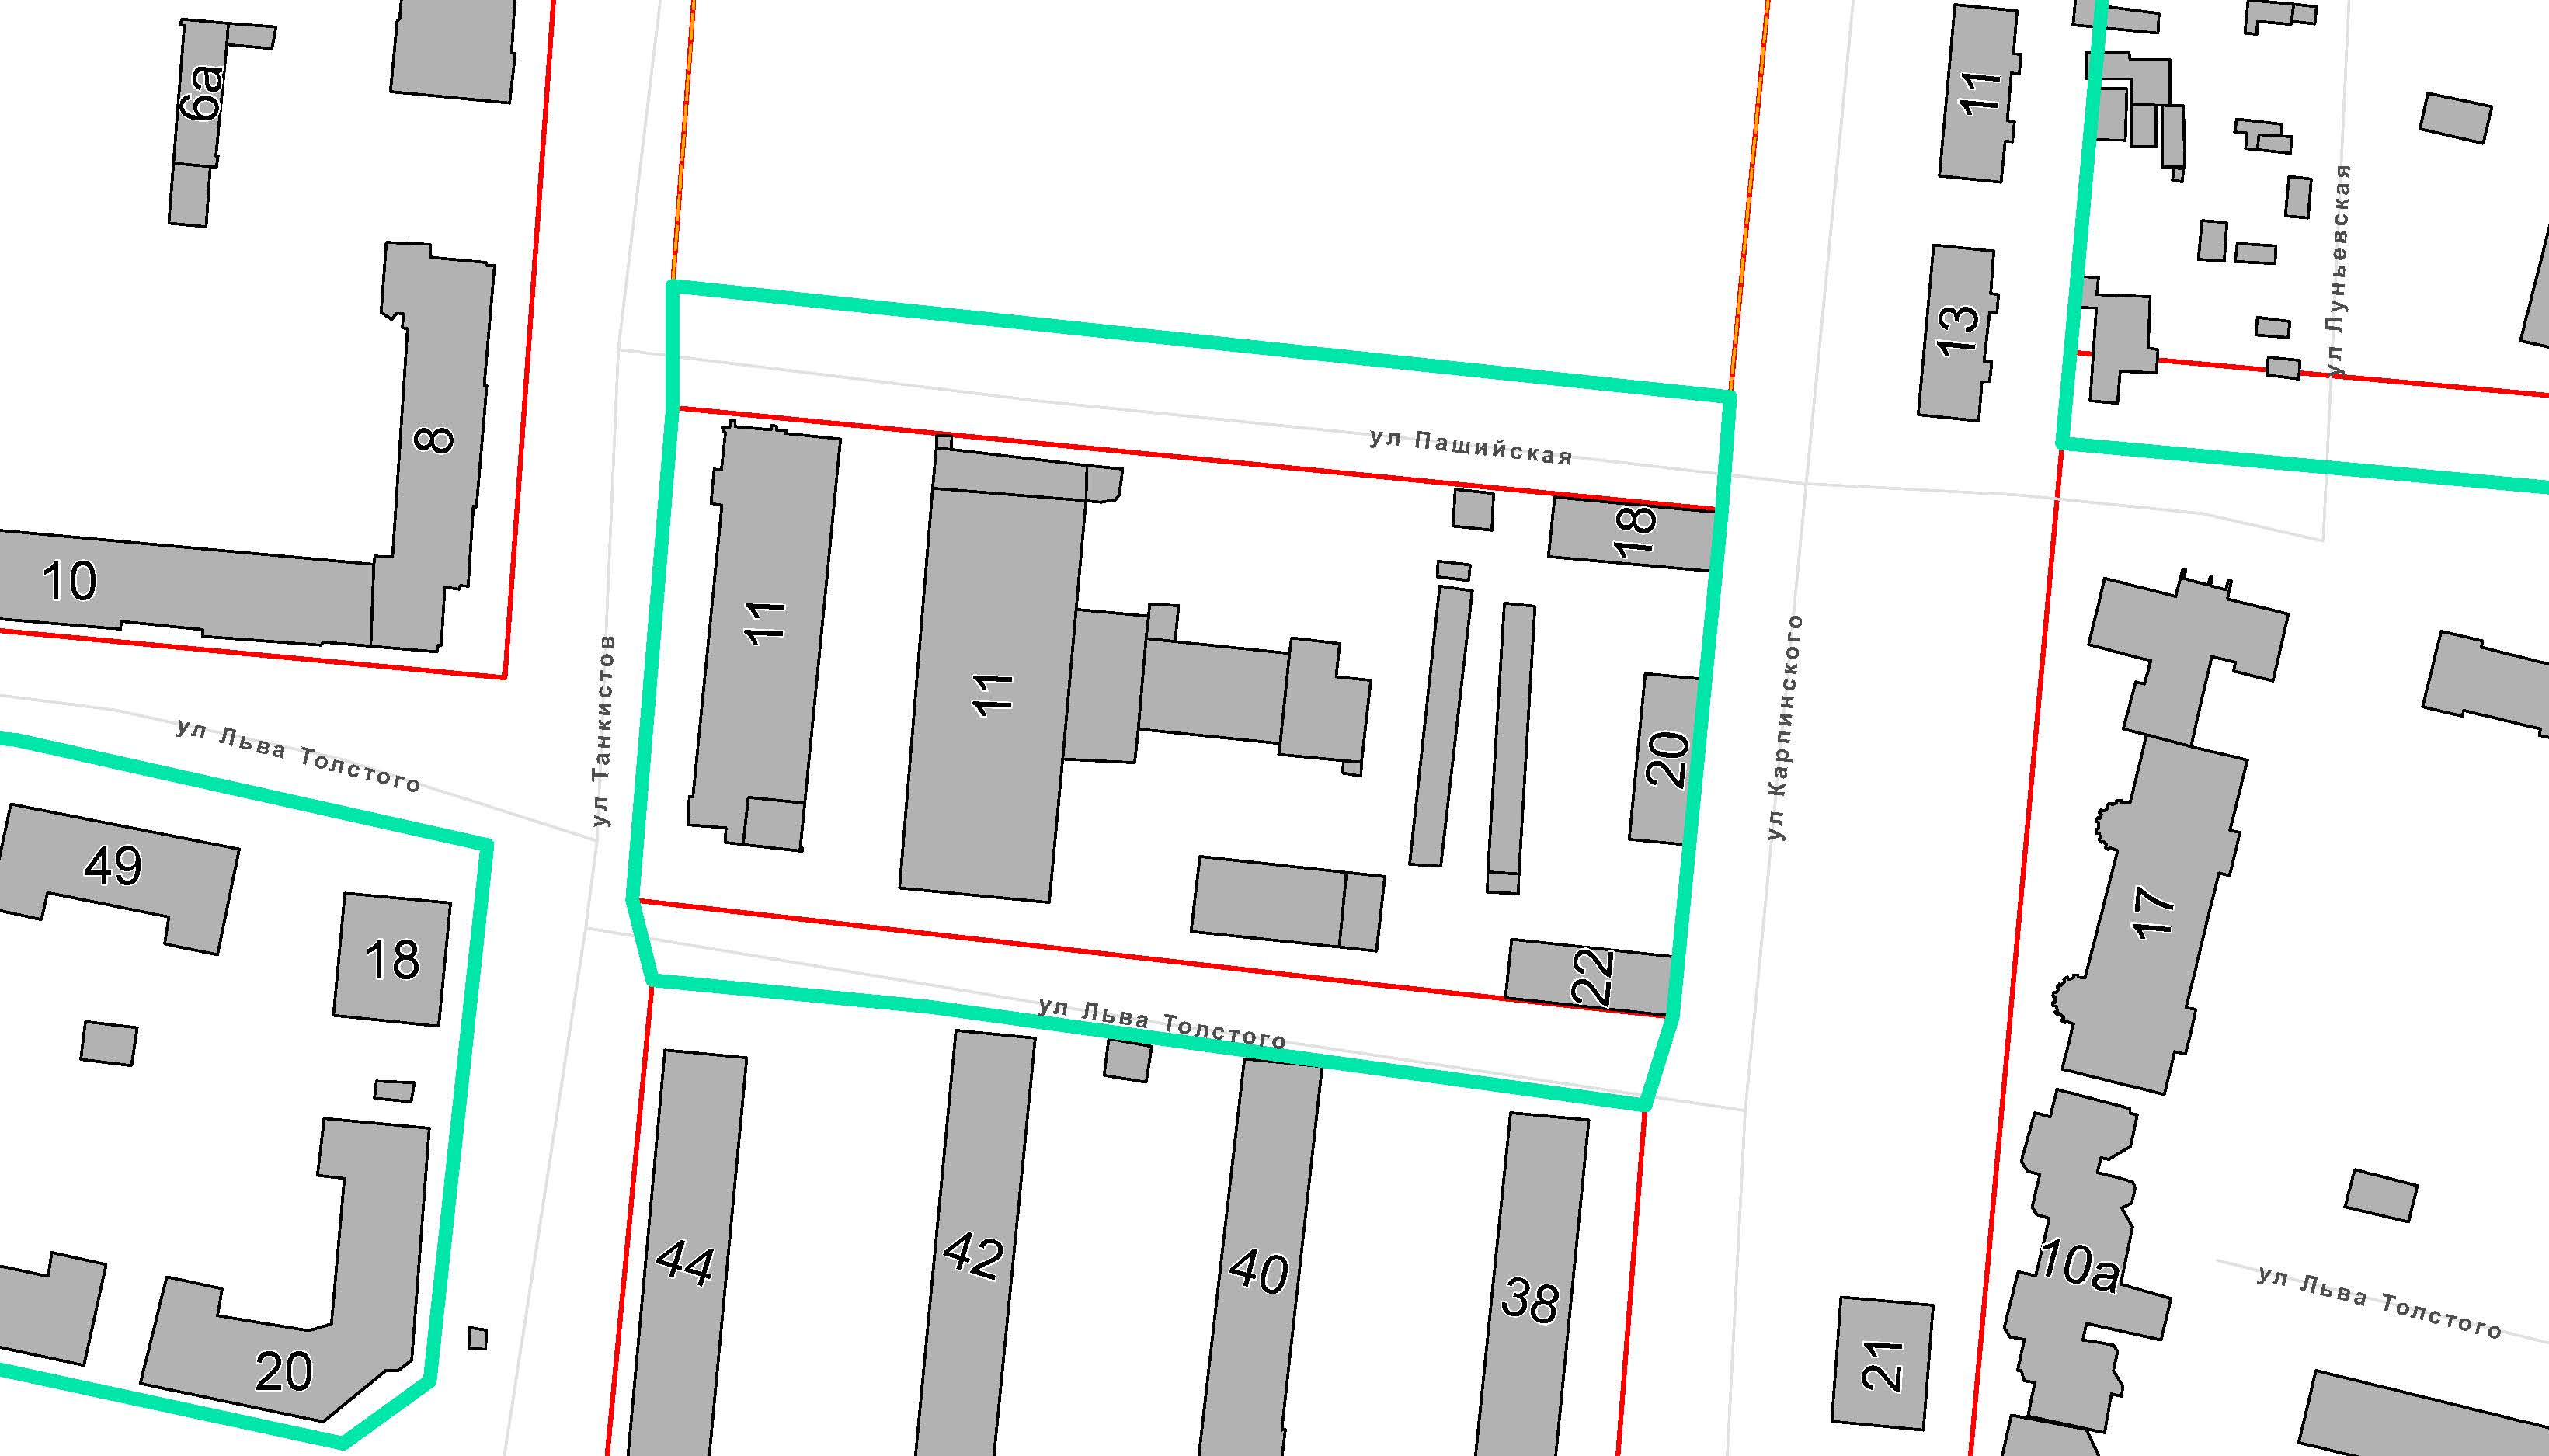 6а
11
ул Луньевская
13
8
ул Пашийская
18
10
11
11
ул Танкистов
ул Карпинского
20
ул Льва Толстого
49
18
17
22
ул Льва Толстого
44
42
40
38
10а
ул Льва Толстого
20
21